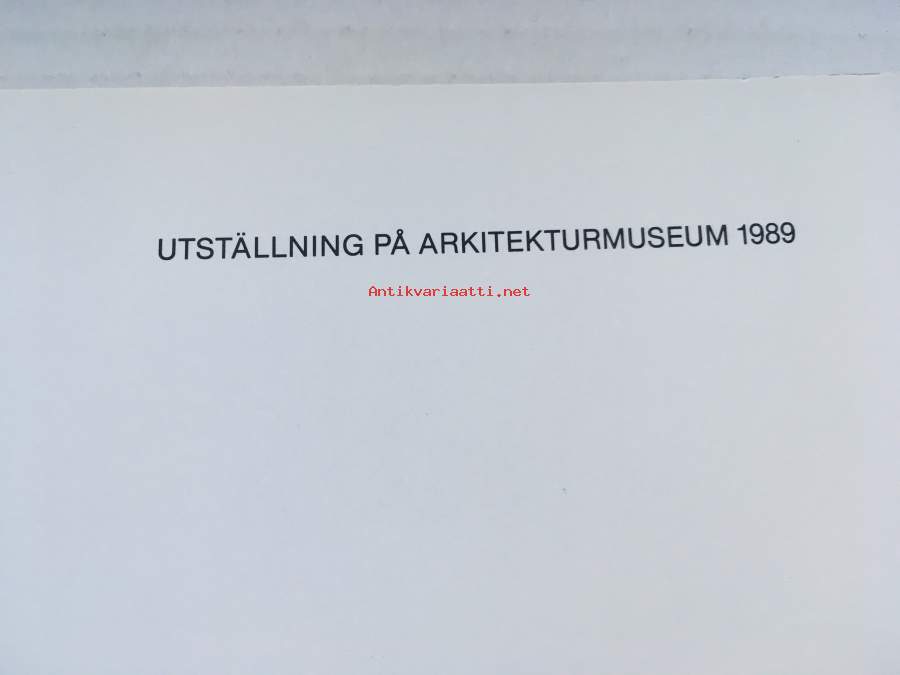 UTSTÄLLNING PÅ ARKITEKTURMUSEUM 1989
Antikvariaatti.net